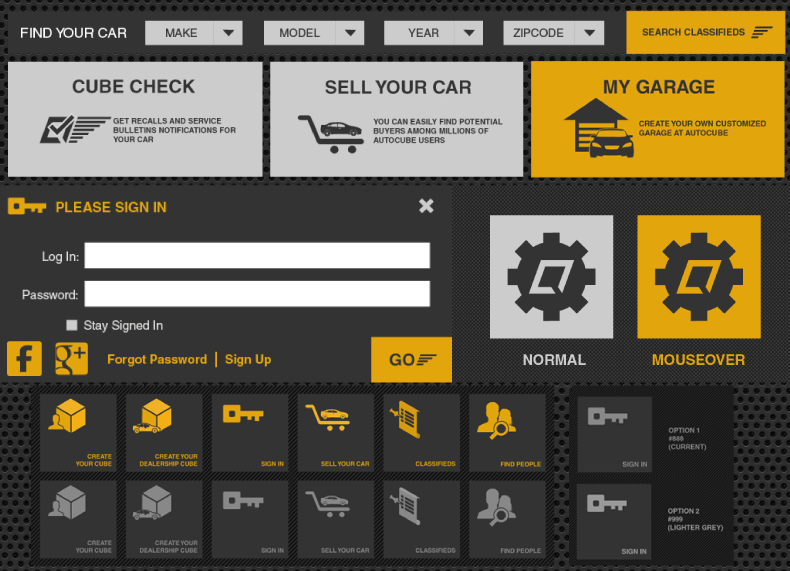 FIND YOUR CAR MAKE MODEL YEAR ZIPCODE SEARCH CLASSIFIEDS
CUBE CHECK
GET RECALLS AND SERVICE
BULLETINS NOTIFICATIONS FOR
YOUR CAR
SELL YOUR CAR
YOU CAN EASILY FIND POTENTIAL
BUYERS AMONG MILLIONS OF
AUTOCUBE USERS
MY GARAGE
CREATE YOUR OWN CUSTOMIZED
GARAGE AT AUTOCUBE
PLEASE SIGN IN
Log In:
Password:
Stay Signed In
f g+ Forgot Password | Sign Up GO
NORMAL
MOUSEOVER
CREATE
YOUR CUBE
CREATE YOUR
DEALERSHIP CUBE
SIGN IN
SELL YOUR CAR
CLASSIFIEDS
FIND PEOPLE
SIGN IN
OPTION 1
#888
(CURRENT)
CREATE
YOUR CUBE
CREATE YOUR
DEALERSHIP CUBE
SIGN IN
SELL YOUR CAR
CLASSIFIEDS
FIND PEOPLE
SIGN IN
OPTION 2
#999
(LIGHTER GREY)